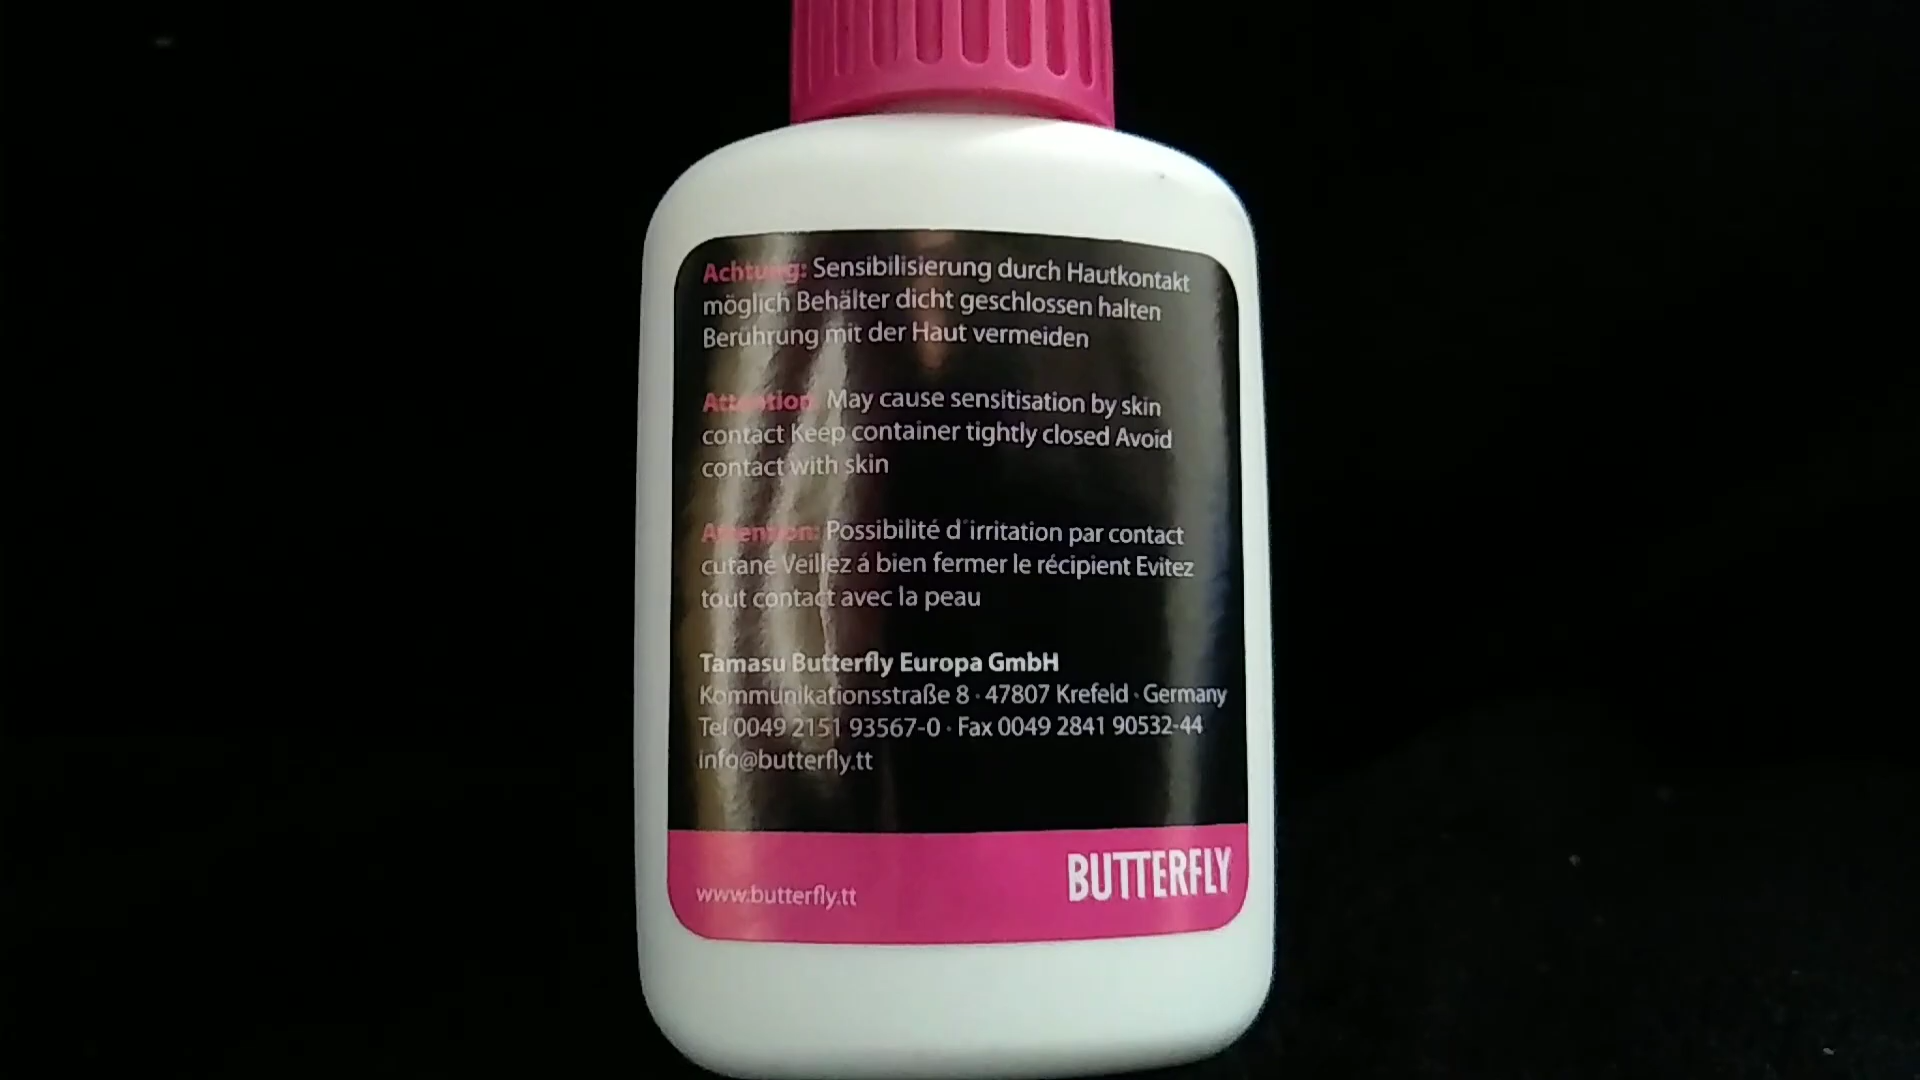 Achtung: Sensibilisierung durch Hautkontakt
möglich Behälter dicht geschlossen halten
Berührung mit der Haut vermeiden
Attention: May cause sensitisation by skin
contact Keep container tightly closed Avoid
contact with skin
Attention: Possibilité d'irritation par contact
cutané Veillez á bien fermer le récipient Evitez
tout contact avec la peau
Tamasu Butterfly Europa GmbH
Kommunikationsstraße 8 · 47807 Krefeld · Germany
Tel 0049 2151 93567-0 · Fax 0049 2841 90532-44
info@butterfly.tt
www.butterfly.tt
BUTTERFLY